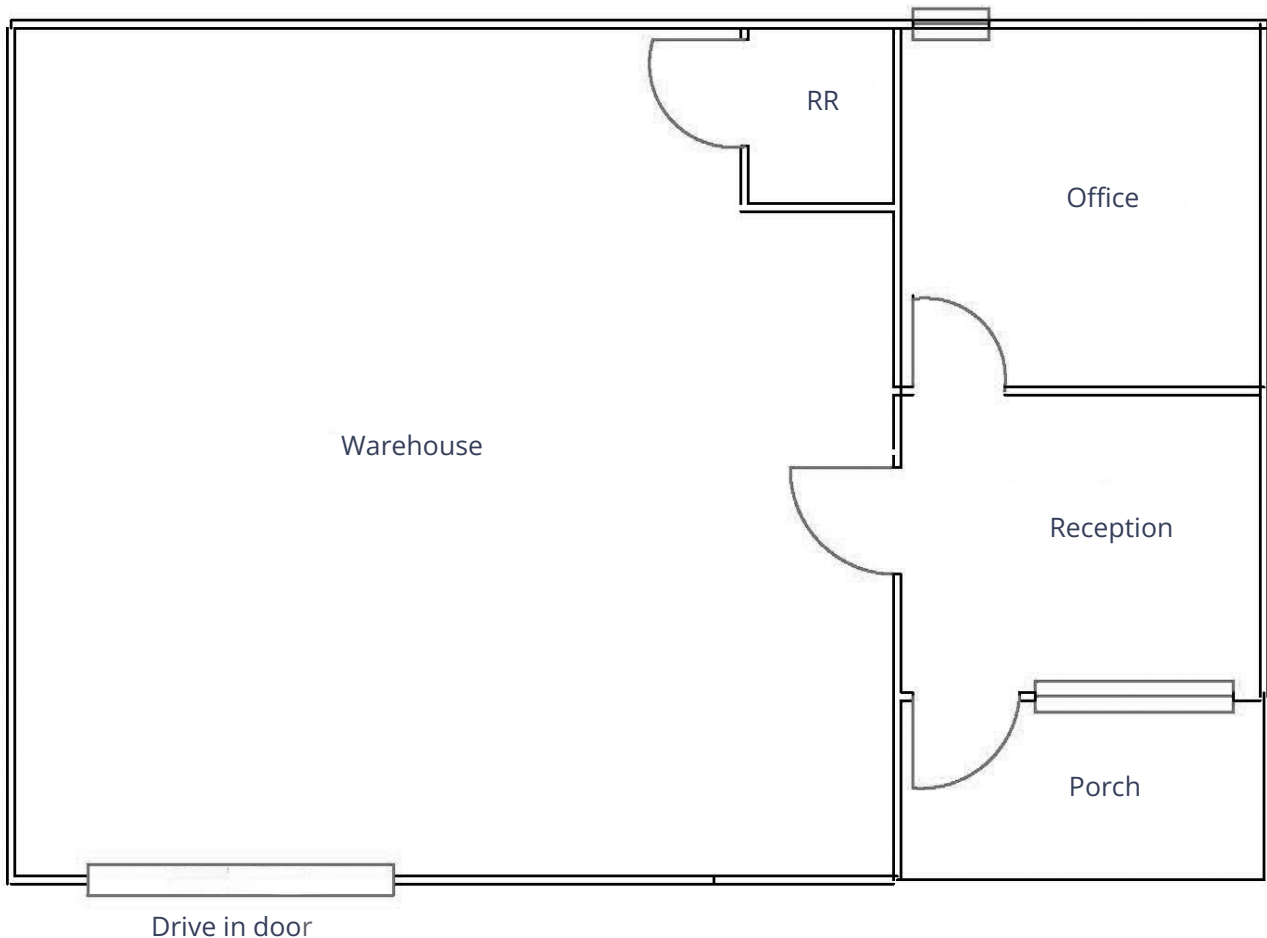 RR
Office
Warehouse
Reception
Porch
Drive in door